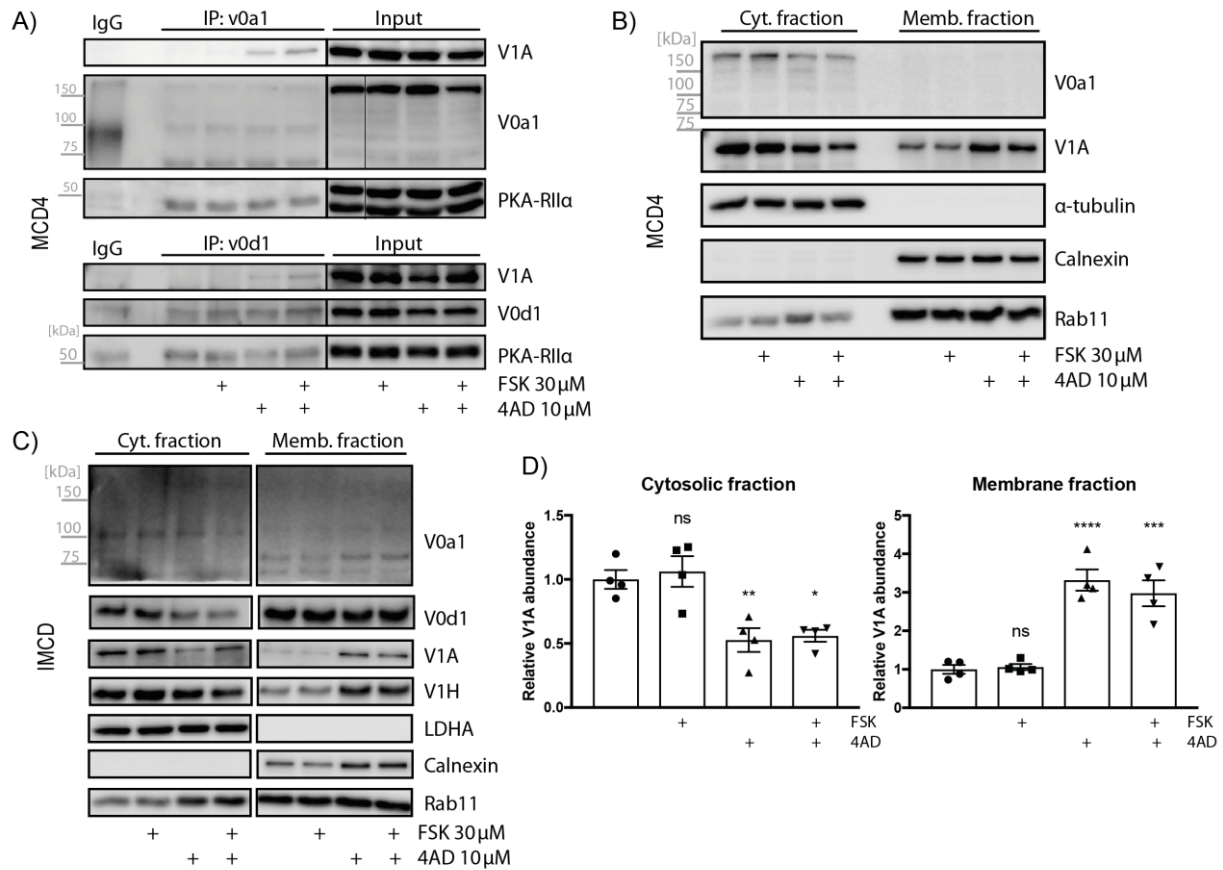 A)
IgG IP: v0a1 Input
V1A
150
100
75
V0a1
50
PKA-RIIα
MCD4
IgG IP: v0d1 Input
V1A
V0d1
[kDa]
50
PKA-RIIα
+ + FSK 30 µM
+ + 4AD 10 µM
B)
Cyt. fraction Memb. fraction
[kDa]
150
100
75
75
V0a1
V1A
α-tubulin
MCD4
Calnexin
Rab11
+ + + + FSK 30 µM
+ + + + 4AD 10 µM
C)
Cyt. fraction Memb. fraction
[kDa]
150
100
75
V0a1
V0d1
IMCD
V1A
V1H
LDHA
Calnexin
Rab11
+ + + + FSK 30 µM
+ + + + 4AD 10 µM
D)
Cytosolic fraction
Relative V1A abundance
1.5
1.0
0.5
0.0
ns
**
*
+ + FSK
+ + 4AD
Membrane fraction
Relative V1A abundance
5
4
3
2
1
0
ns
****
***
+ + FSK
+ + 4AD